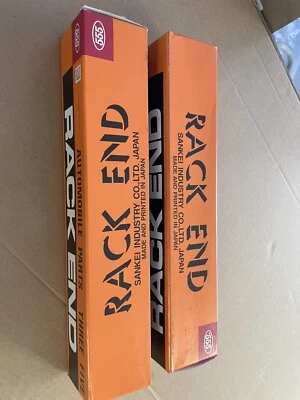 555
RACK END
SANKEI INDUSTRY CO.,LTD. JAPAN
MADE AND PRINTED IN JAPAN
RACK END
AUTOMOBILE PARTS
555
RACK END
SANKEI INDUSTRY CO.,LTD. JAPAN
MADE AND PRINTED IN JAPAN
RACK END